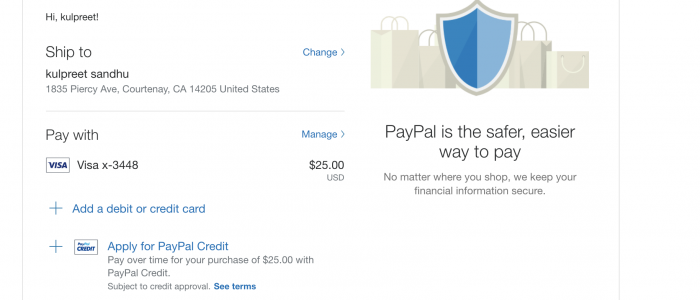 Hi, kulpreet!
Ship to
Change >
kulpreet sandhu
1835 Piercy Ave, Courtenay, CA 14205 United States
Pay with
Manage >
VISA Visa x-3448
$25.00
USD
+ Add a debit or credit card
+ PayPal CREDIT Apply for PayPal Credit
Pay over time for your purchase of $25.00 with
PayPal Credit.
Subject to credit approval. See terms
PayPal is the safer, easier
way to pay
No matter where you shop, we keep your
financial information secure.